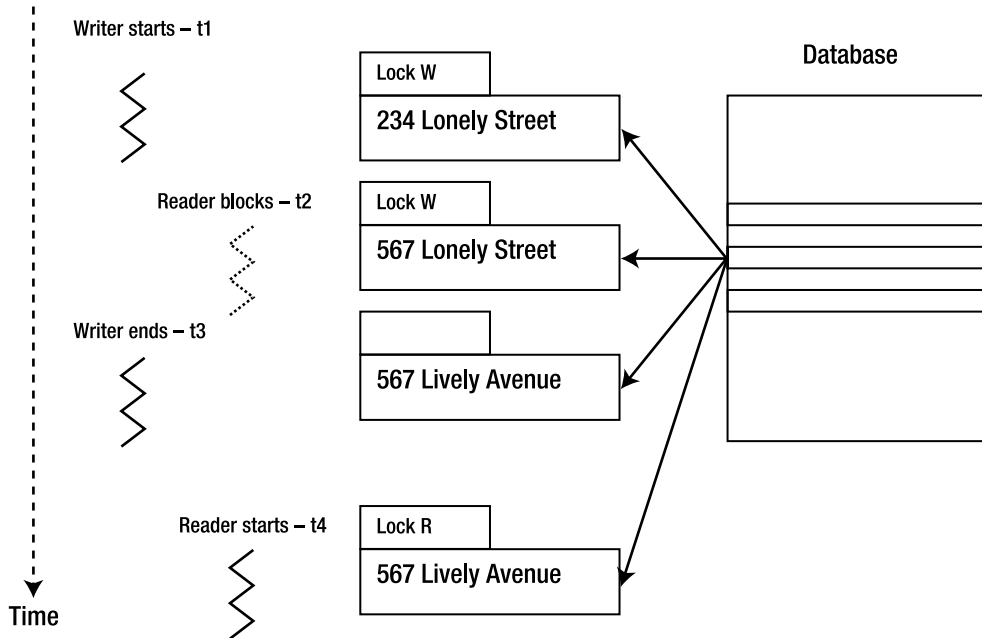 Writer starts – t1
Database
Lock W
234 Lonely Street
Reader blocks – t2
Lock W
567 Lonely Street
Writer ends – t3
567 Lively Avenue
Reader starts – t4
Lock R
567 Lively Avenue
Time